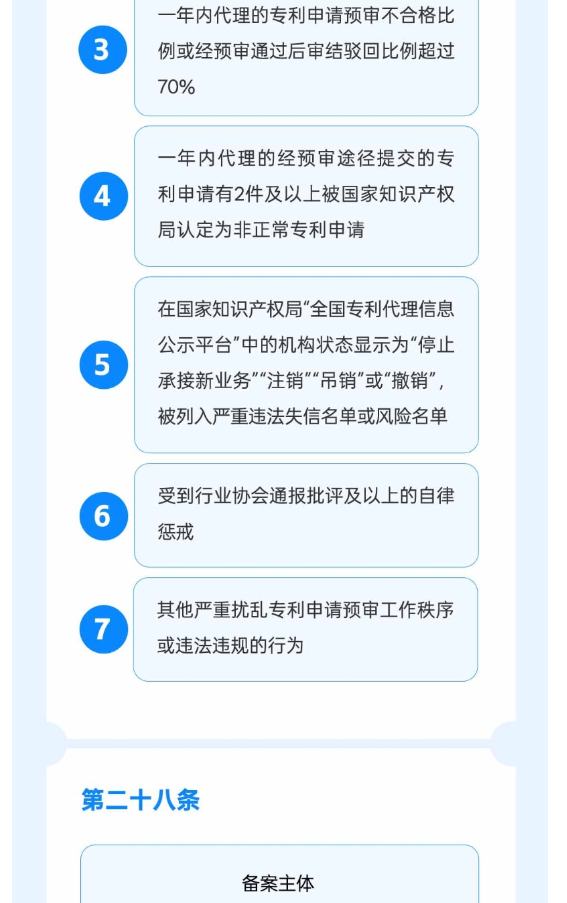 一年内代理的专利申请预审不合格比
例或经预审通过后审结驳回比例超过
70%
3
一年内代理的经预审途径提交的专
利申请有2件及以上被国家知识产权
局认定为非正常专利申请
4
在国家知识产权局“全国专利代理信息
公示平台”中的机构状态显示为“停止
承接新业务”“注销”“吊销”或“撤销”，
被列入严重违法失信名单或风险名单
5
受到行业协会通报批评及以上的自律
惩戒
6
其他严重扰乱专利申请预审工作秩序
或违法违规的行为
7
第二十八条
备案主体